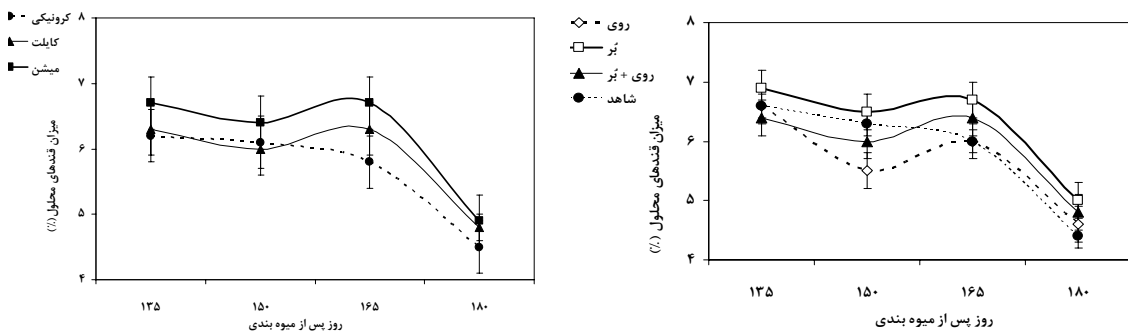 کرونیکی
کایلت
میشن
میزان قندهای محلول (٪)
۸
۷
۶
۵
۴
۱۳۵ ۱۵۰ ۱۶۵ ۱۸۰
روز پس از میوه بندی
روی
بُر
روی + بُر
شاهد
میزان قندهای محلول (٪)
۸
۷
۶
۵
۴
۱۳۵ ۱۵۰ ۱۶۵ ۱۸۰
روز پس از میوه بندی